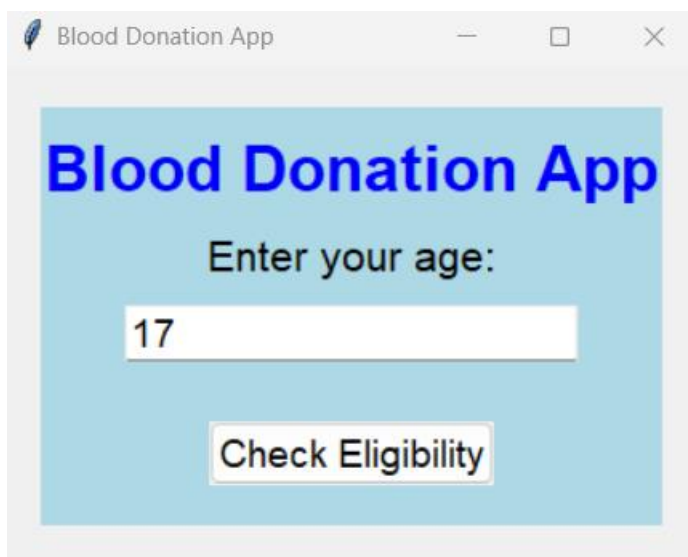 Blood Donation App
Blood Donation App
Enter your age:
17
Check Eligibility